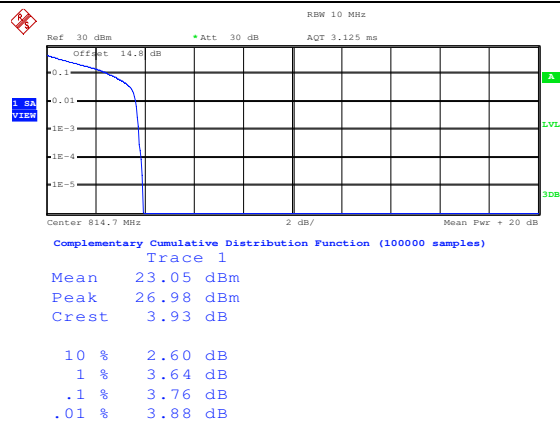 RBW 10 MHz
Ref 30 dBm * Att 30 dB AQT 3.125 ms
Offset 14.8 dB
A
0.1
1 SA
VIEW
0.01
LVL
1E-3
1E-4
1E-5
3DB
Center 814.7 MHz 2 dB/ Mean Pwr + 20 dB
Complementary Cumulative Distribution Function (100000 samples)
Trace 1
Mean 23.05 dBm
Peak 26.98 dBm
Crest 3.93 dB
10 % 2.60 dB
1 % 3.64 dB
.1 % 3.76 dB
.01 % 3.88 dB